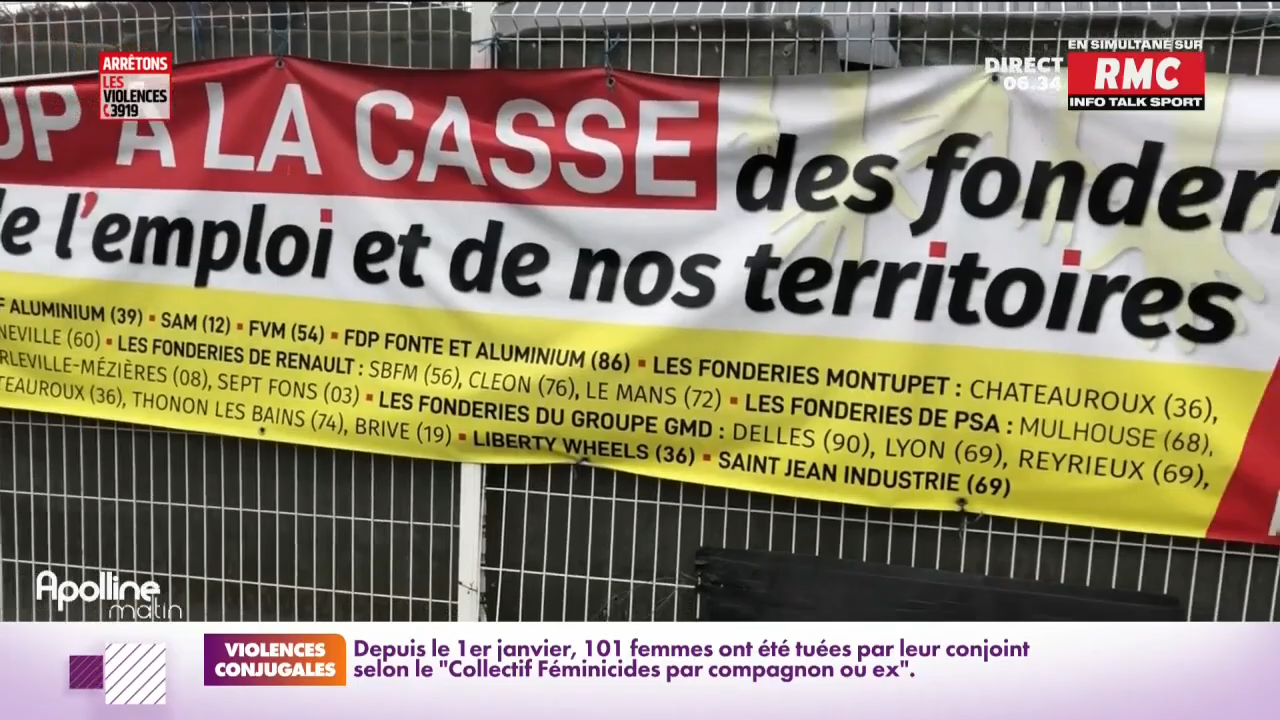 ARRÊTONS
LES
VIOLENCES
3919
EN SIMULTANÉ SUR
DIRECT
06.34
RMC
INFO TALK SPORT
OP À LA CASSE des fonder
de l'emploi et de nos territoires
F ALUMINIUM (39) ▪ SAM (12) ▪ FVM (54) ▪ FDP FONTE ET ALUMINIUM (86) ▪ LES FONDERIES MONTUPET : CHATEAUROUX (36),
NEVILLE (60) ▪ LES FONDERIES DE RENAULT : SBFM (56), CLEON (76), LE MANS (72) ▪ LES FONDERIES DE PSA : MULHOUSE (68),
RLEVILLE-MÉZIÈRES (08), SEPT FONS (03) ▪ LES FONDERIES DU GROUPE GMD : DELLES (90), LYON (69), REYRIEUX (69),
TEAUROUX (36), THONON LES BAINS (74), BRIVE (19) ▪ LIBERTY WHEELS (36) ▪ SAINT JEAN INDUSTRIE (69)
Apolline
matin
VIOLENCES
CONJUGALES
Depuis le 1er janvier, 101 femmes ont été tuées par leur conjoint
selon le "Collectif Féminicides par compagnon ou ex".